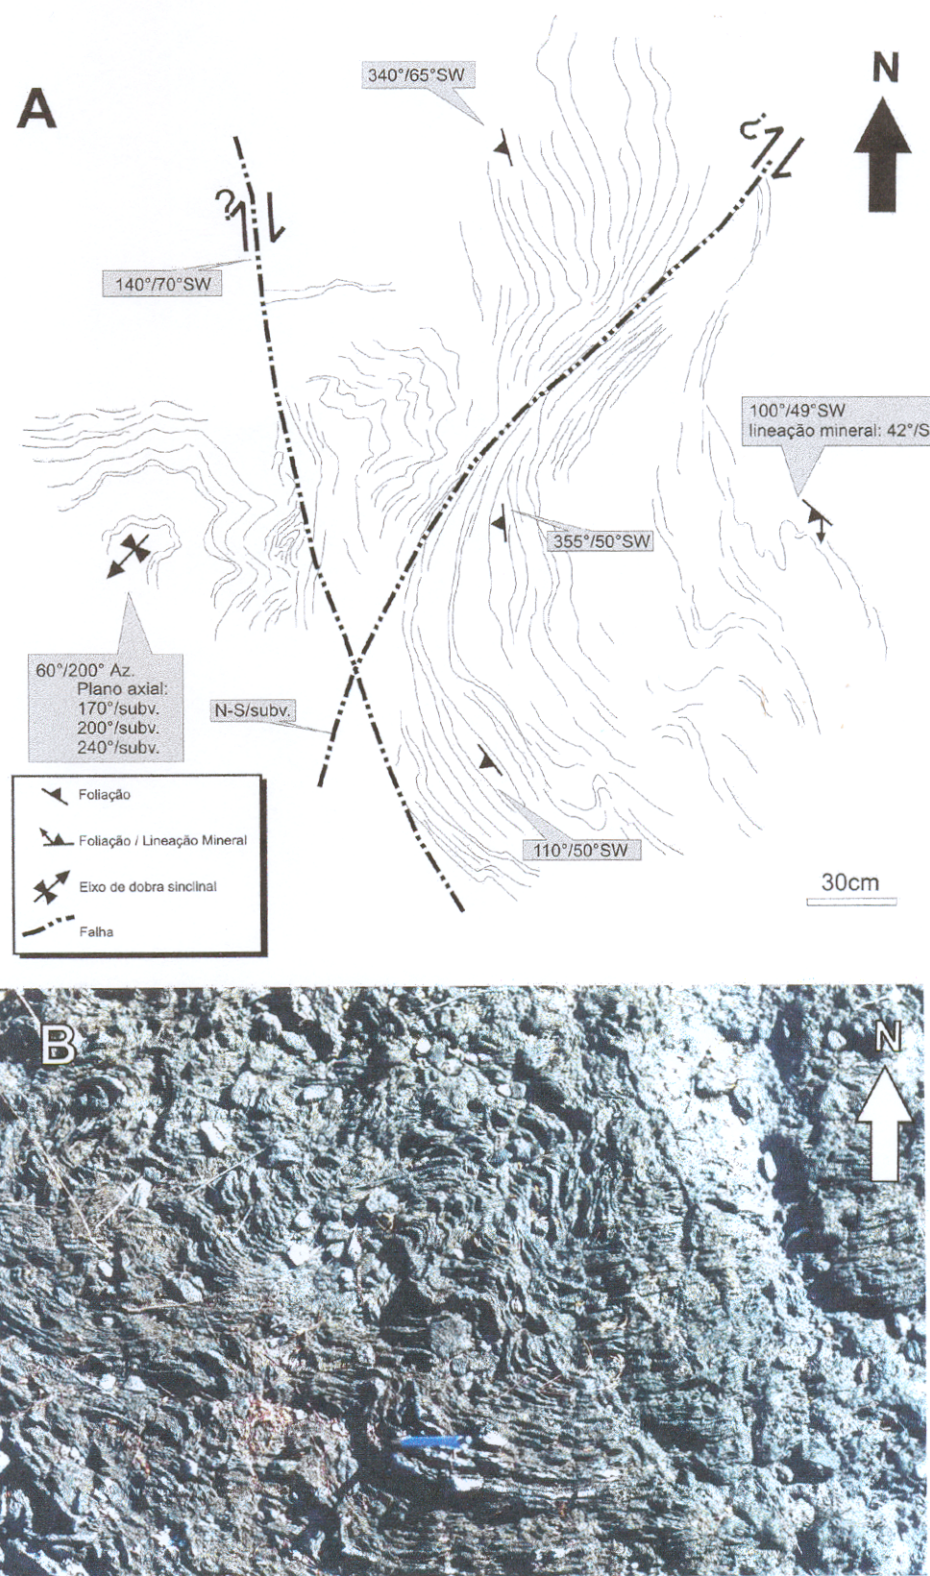 A
N
340°/65°SW
?
?
140°/70°SW
100°/49°SW
lineação mineral: 42°/S
355°/50°SW
60°/200° Az.
Plano axial:
170°/subv.
200°/subv.
240°/subv.
N-S/subv.
110°/50°SW
Foliação
Foliação / Lineação Mineral
Eixo de dobra sinclinal
Falha
30cm
B
N